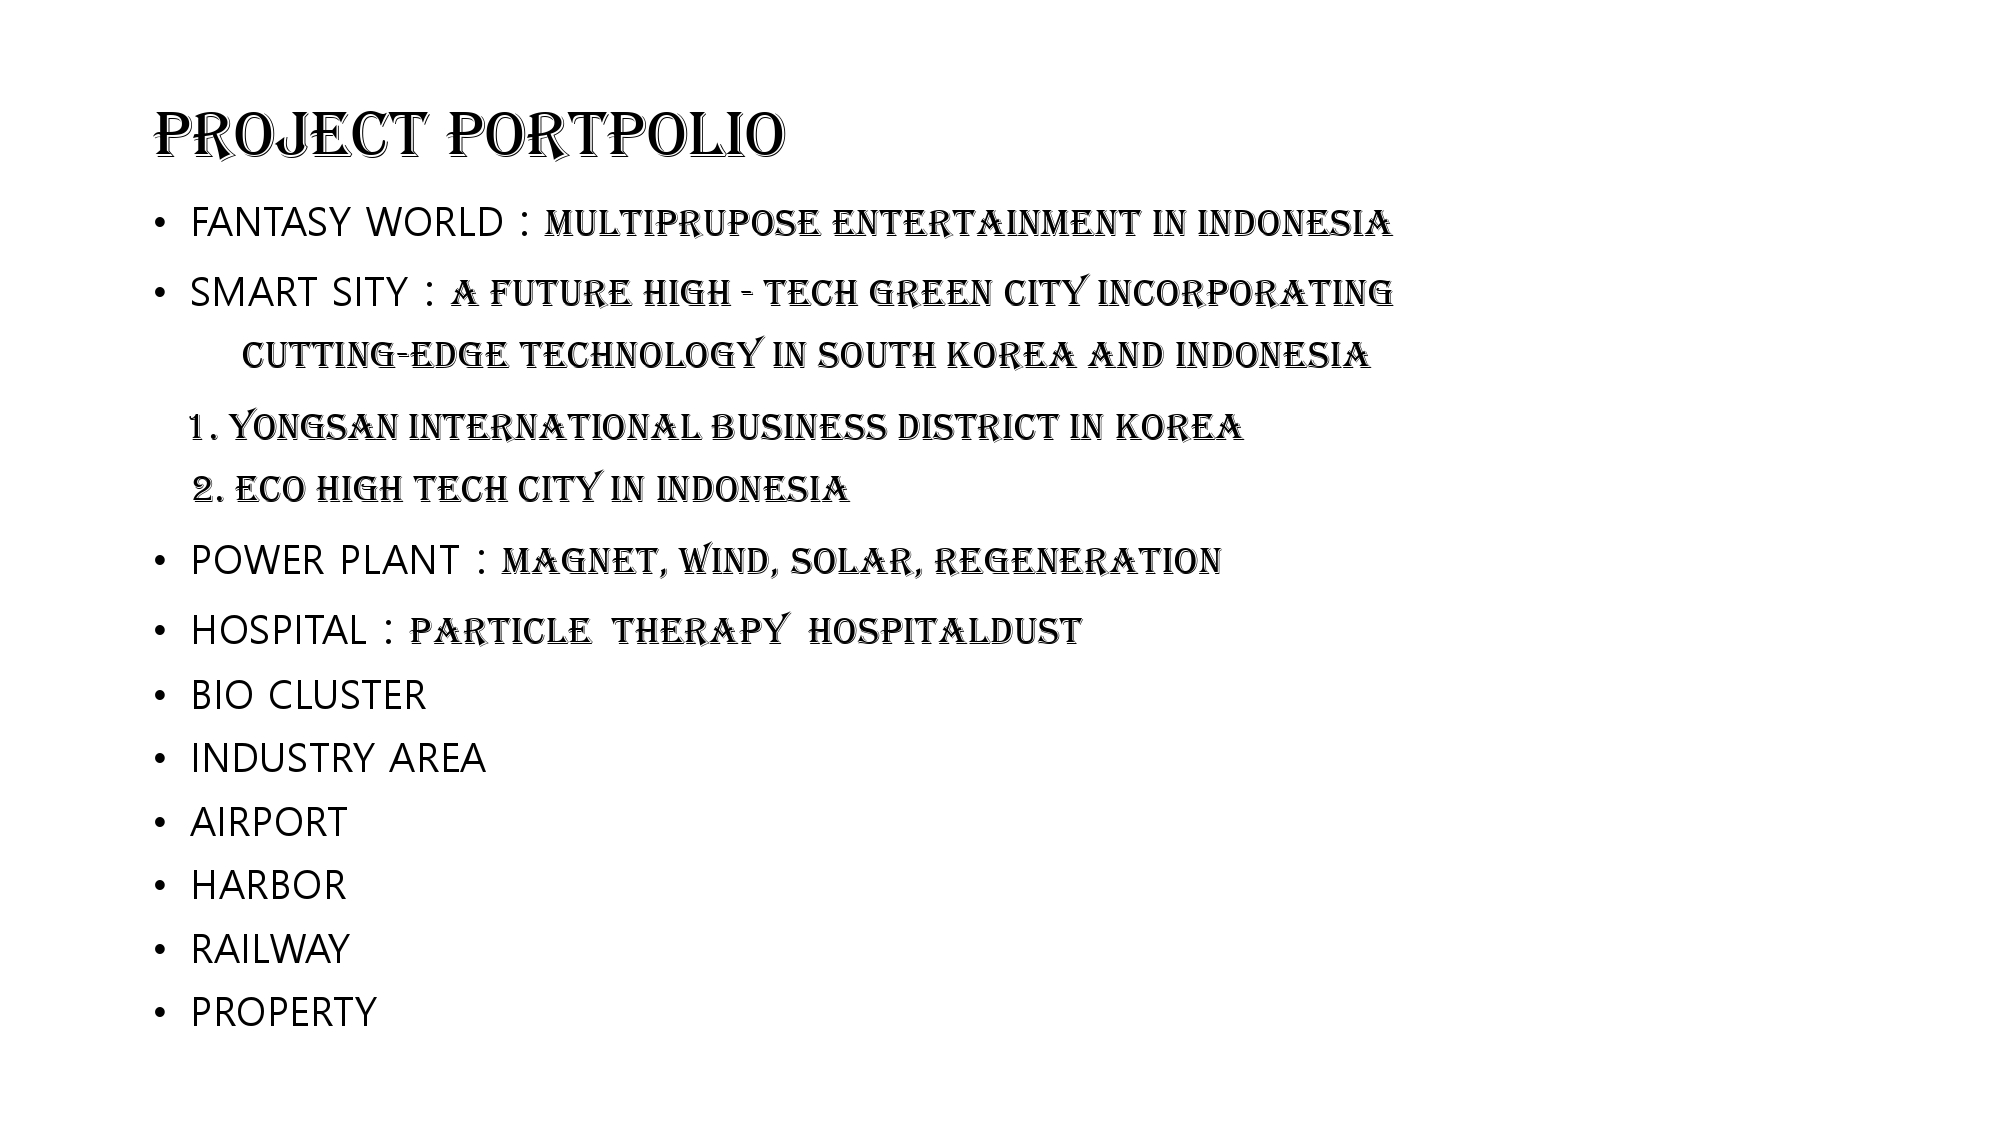 PROJECT PORTPOLIO
• FANTASY WORLD : MULTIPRUPOSE ENTERTAINMENT IN INDONESIA
• SMART SITY : A FUTURE HIGH - TECH GREEN CITY INCORPORATING
CUTTING-EDGE TECHNOLOGY IN SOUTH KOREA AND INDONESIA
1. YONGSAN INTERNATIONAL BUSINESS DISTRICT IN KOREA
2. ECO HIGH TECH CITY IN INDONESIA
• POWER PLANT : MAGNET, WIND, SOLAR, REGENERATION
• HOSPITAL : PARTICLE THERAPY HOSPITALDUST
• BIO CLUSTER
• INDUSTRY AREA
• AIRPORT
• HARBOR
• RAILWAY
• PROPERTY